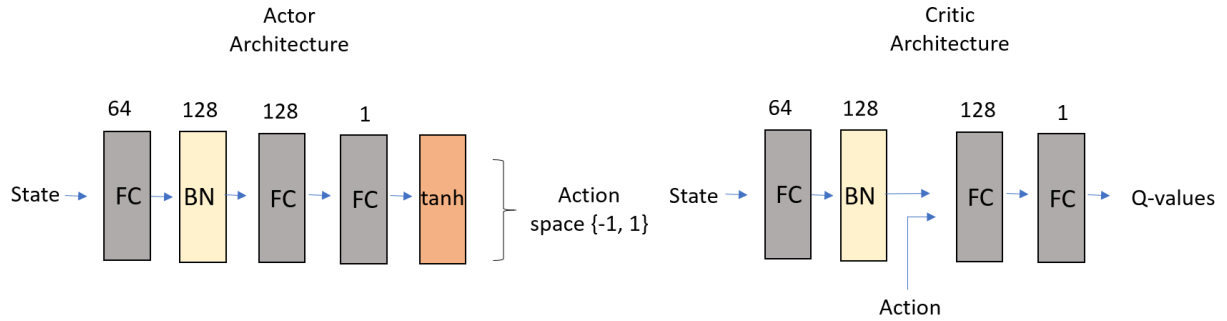 Actor
Architecture
64 128 128 1
State FC BN FC FC tanh
Action
space {-1, 1}
Critic
Architecture
64 128 128 1
State FC BN FC FC Q-values
Action